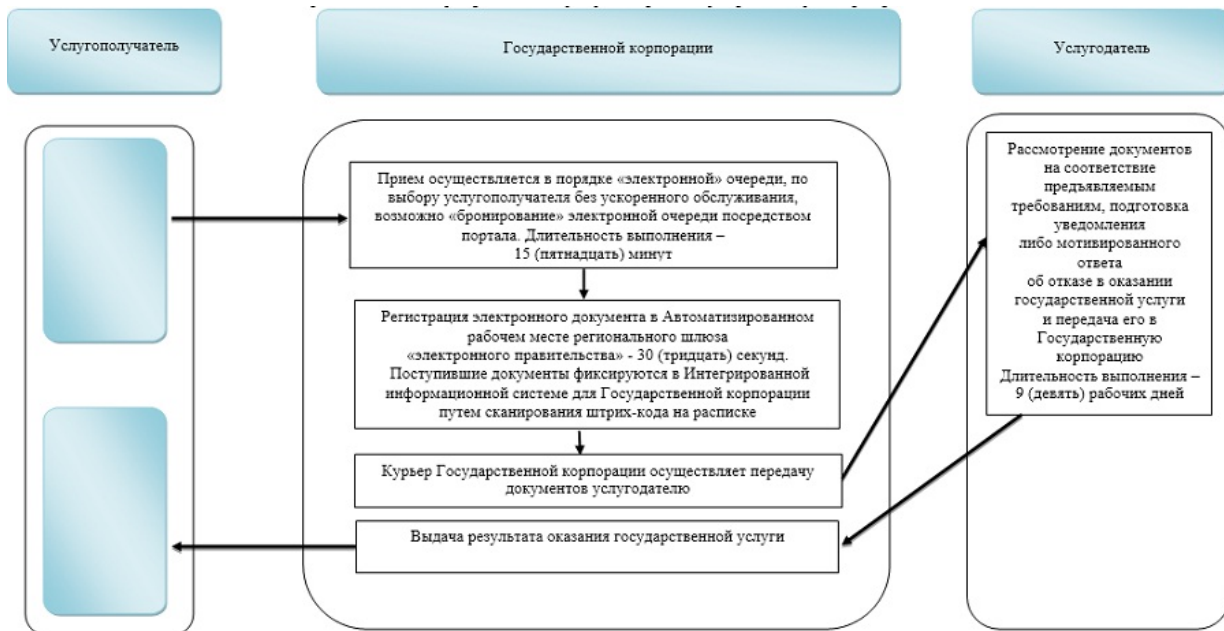 Услугополучатель
Государственной корпорации
Услугодатель
Прием осуществляется в порядке «электронной» очереди, по
выбору услугополучателя без ускоренного обслуживания,
возможно «бронирование» электронной очереди посредством
портала. Длительность выполнения –
15 (пятнадцать) минут
Регистрация электронного документа в Автоматизированном
рабочем месте регионального шлюза
«электронного правительства» - 30 (тридцать) секунд.
Поступившие документы фиксируются в Интегрированной
информационной системе для Государственной корпорации
путем сканирования штрих-кода на расписке
Курьер Государственной корпорации осуществляет передачу
документов услугодателю
Выдача результата оказания государственной услуги
Рассмотрение документов
на соответствие
предъявляемым
требованиям, подготовка
уведомления
либо мотивированного
ответа
об отказе в оказании
государственной услуги
и передача его в
Государственную
корпорацию
Длительность выполнения –
9 (девять) рабочих дней